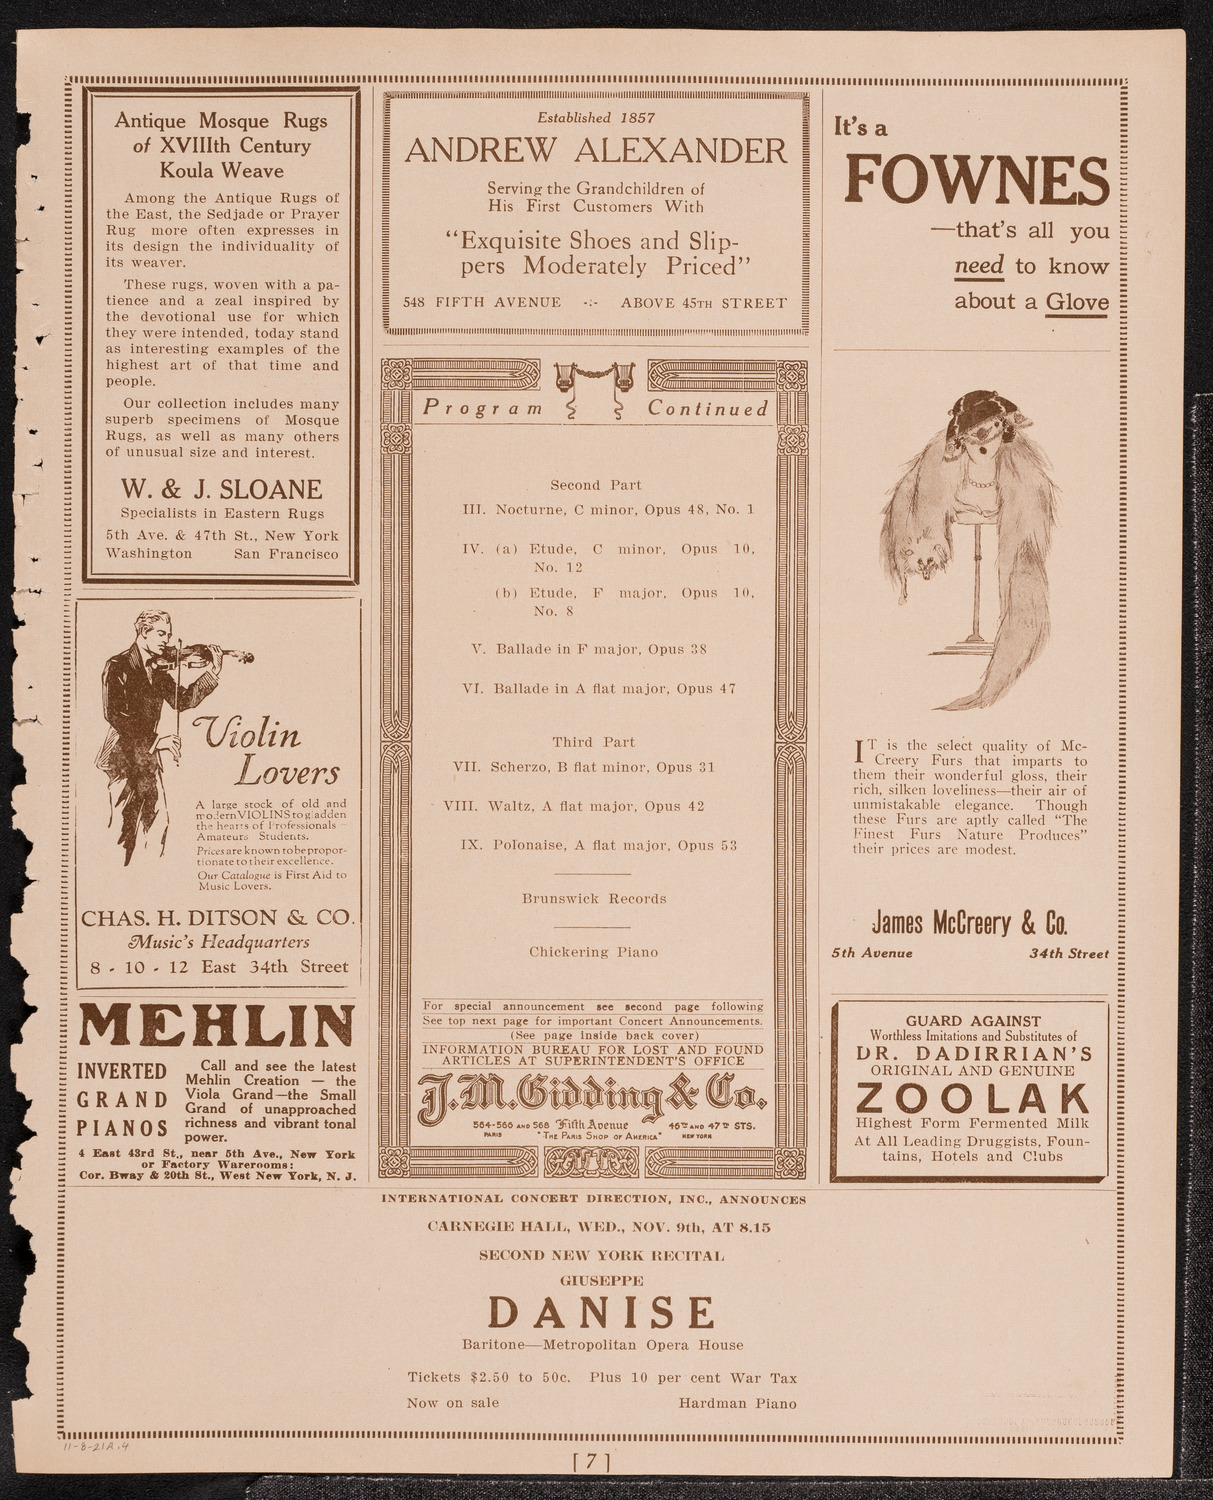 Antique Mosque Rugs
of XVIIIth Century
Koula Weave
Among the Antique Rugs of
the East, the Sedjade or Prayer
Rug more often expresses in
its design the individuality of
its weaver.
These rugs, woven with a pa-
tience and a zeal inspired by
the devotional use for which
they were intended, today stand
as interesting examples of the
highest art of that time and
people.
Our collection includes many
superb specimens of Mosque
Rugs, as well as many others
of unusual size and interest.
W. & J. SLOANE
Specialists in Eastern Rugs
5th Ave. & 47th St., New York
Washington San Francisco
Violin
Lovers
A large stock of old and
modern VIOLINS to gladden
the hearts of Professionals –
Amateurs Students.
Prices are known to be propor-
tionate to their excellence.
Our Catalogue is First Aid to
Music Lovers.
CHAS. H. DITSON & CO.
Music's Headquarters
8 - 10 - 12 East 34th Street
MEHLIN
INVERTED
GRAND
PIANOS
Call and see the latest
Mehlin Creation — the
Viola Grand—the Small
Grand of unapproached
richness and vibrant tonal
power.
4 East 43rd St., near 5th Ave., New York
or Factory Warerooms:
Cor. Bway & 20th St., West New York, N. J.
Established 1857
ANDREW ALEXANDER
Serving the Grandchildren of
His First Customers With
"Exquisite Shoes and Slip-
pers Moderately Priced"
548 FIFTH AVENUE -:- ABOVE 45TH STREET
Program Continued
Second Part
III. Nocturne, C minor, Opus 48, No. 1
IV. (a) Etude, C minor, Opus 10,
No. 12
(b) Etude, F major, Opus 10,
No. 8
V. Ballade in F major, Opus 38
VI. Ballade in A flat major, Opus 47
Third Part
VII. Scherzo, B flat minor, Opus 31
VIII. Waltz, A flat major, Opus 42
IX. Polonaise, A flat major, Opus 53
Brunswick Records
Chickering Piano
For special announcement see second page following
See top next page for important Concert Announcements.
(See page inside back cover)
INFORMATION BUREAU FOR LOST AND FOUND
ARTICLES AT SUPERINTENDENT'S OFFICE
J.M. Gidding & Co.
564-566 AND 568 Fifth Avenue 46TH AND 47TH STS.
PARIS "THE PARIS SHOP OF AMERICA" NEW YORK
It's a
FOWNES
—that's all you
need to know
about a Glove
IT is the select quality of Mc-
Creery Furs that imparts to
them their wonderful gloss, their
rich, silken loveliness—their air of
unmistakable elegance. Though
these Furs are aptly called "The
Finest Furs Nature Produces"
their prices are modest.
James McCreery & Co.
5th Avenue 34th Street
GUARD AGAINST
Worthless Imitations and Substitutes of
DR. DADIRRIAN'S
ORIGINAL AND GENUINE
ZOOLAK
Highest Form Fermented Milk
At All Leading Druggists, Foun-
tains, Hotels and Clubs
INTERNATIONAL CONCERT DIRECTION, INC., ANNOUNCES
CARNEGIE HALL, WED., NOV. 9th, AT 8.15
SECOND NEW YORK RECITAL
GIUSEPPE
DANISE
Baritone—Metropolitan Opera House
Tickets $2.50 to 50c. Plus 10 per cent War Tax
Now on sale Hardman Piano
11-8-21A.4
[ 7 ]